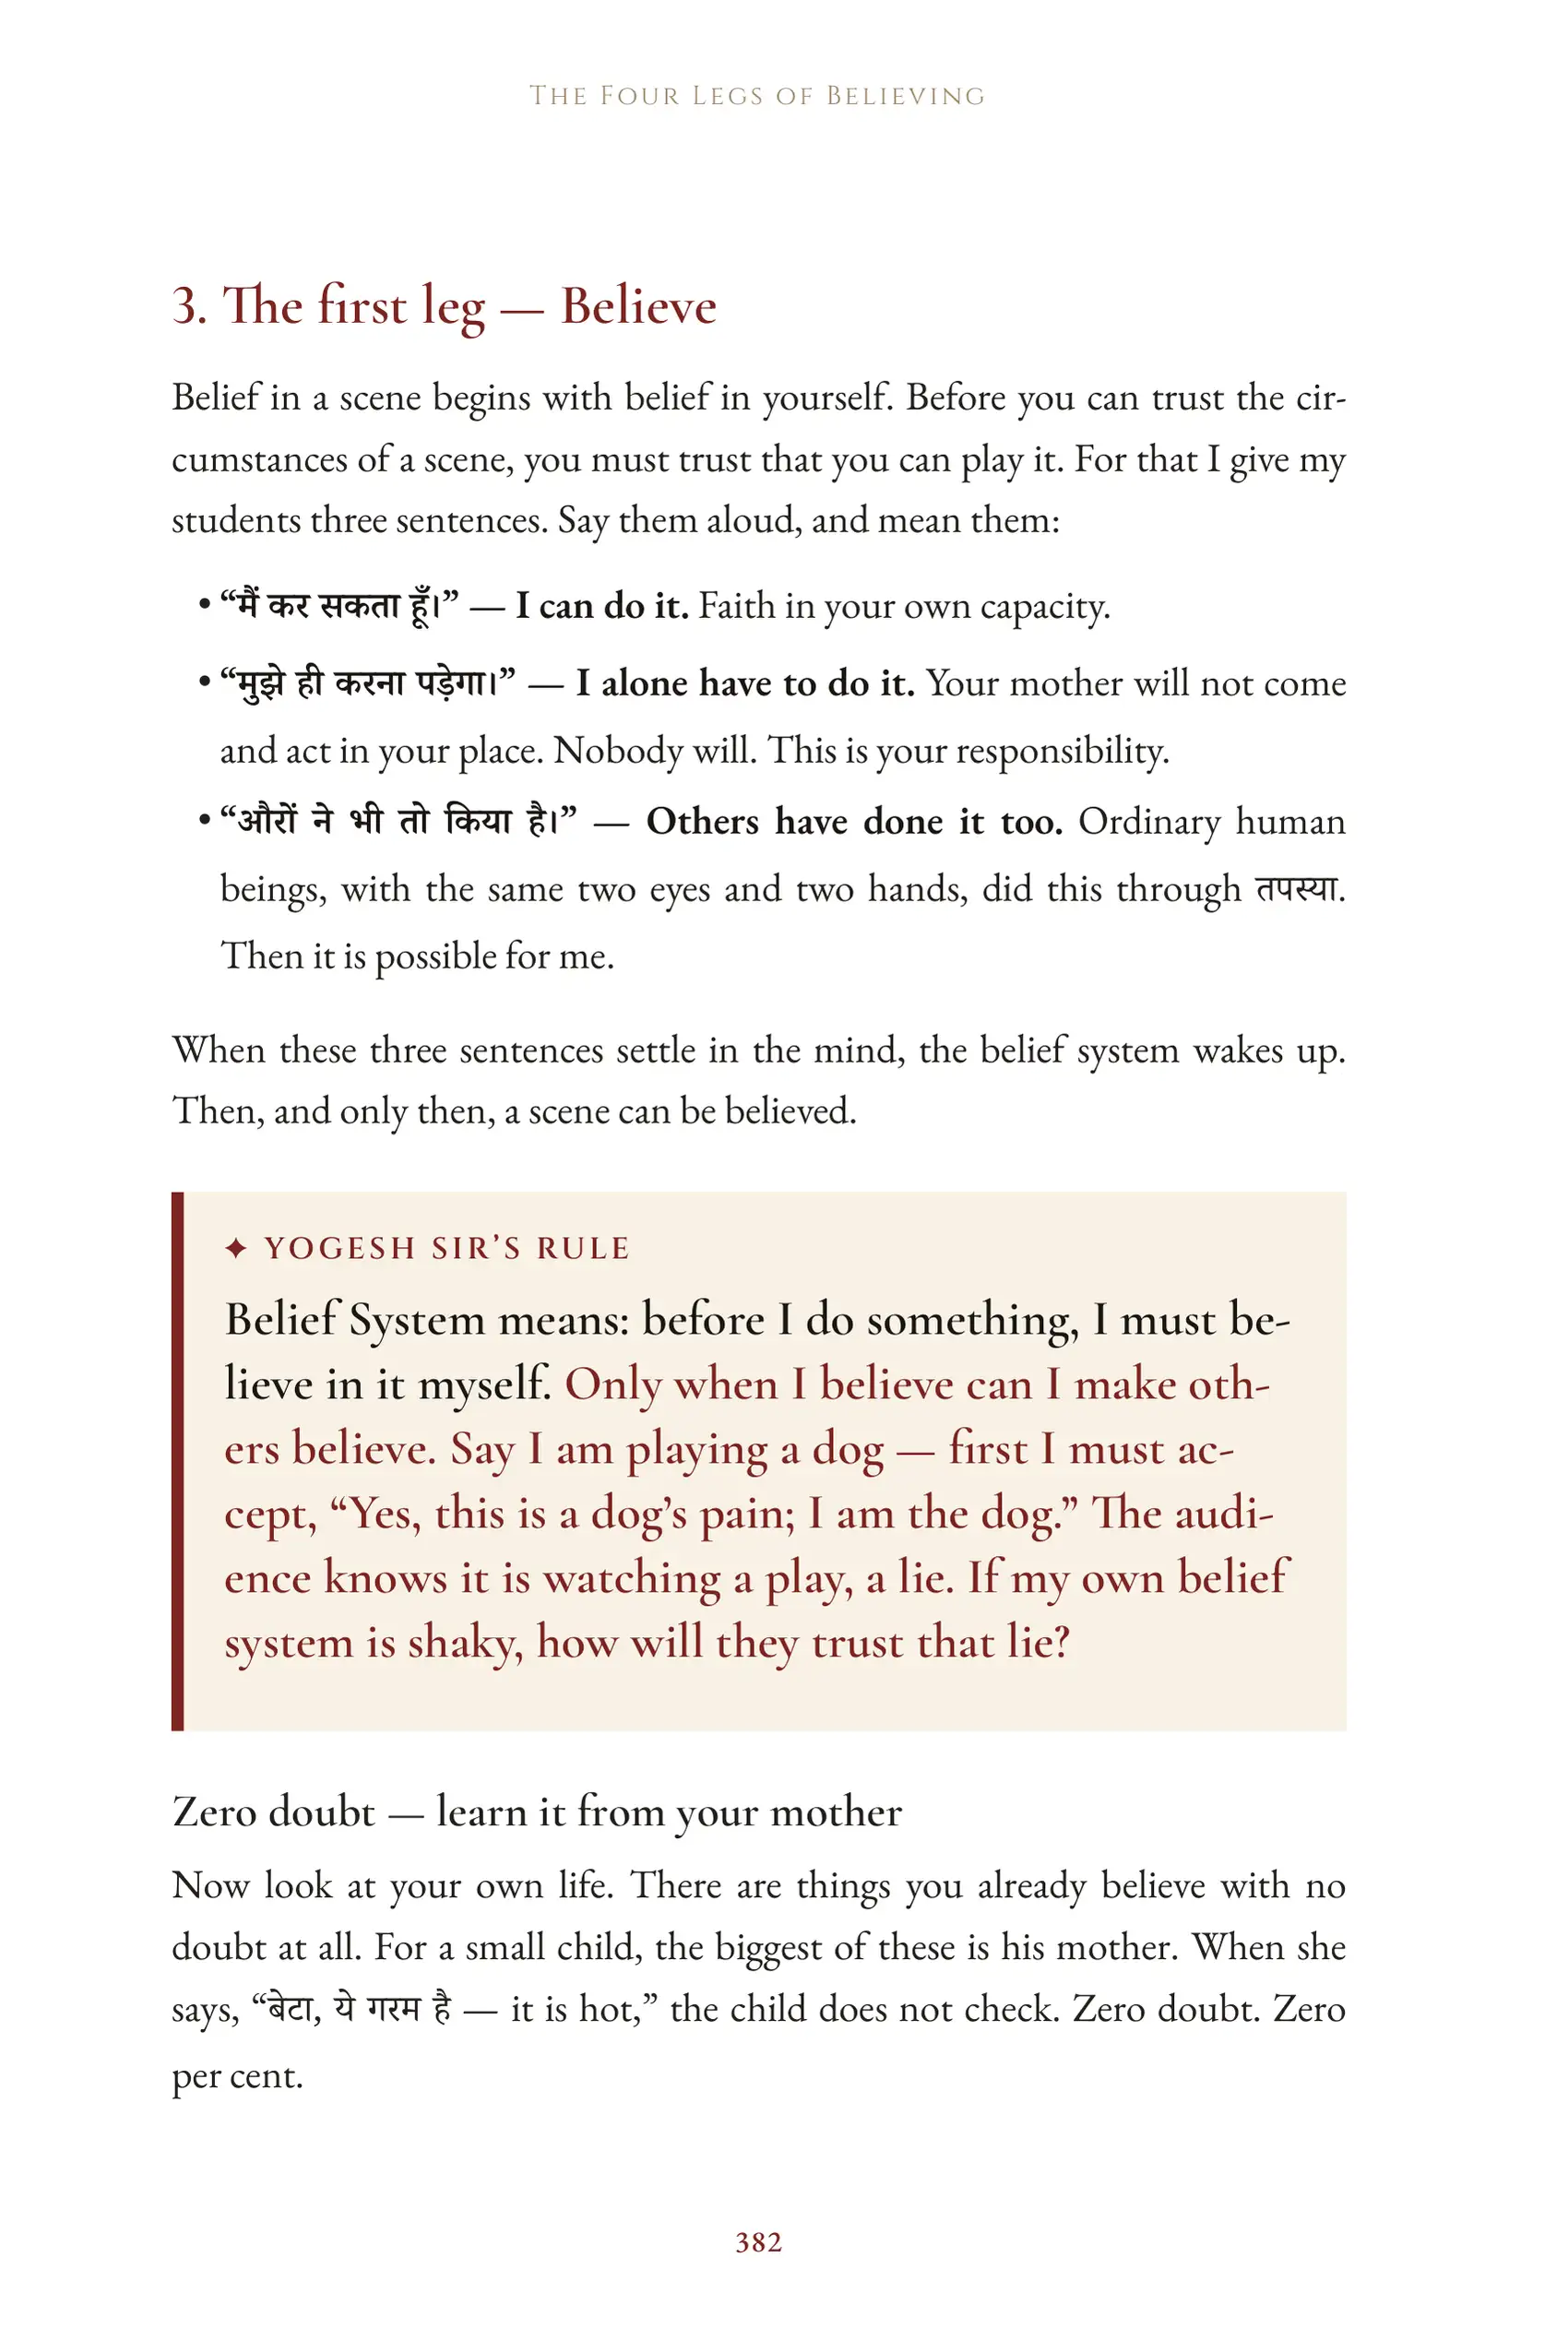 The Four Legs of Believing
3. The first leg — Believe
Belief in a scene begins with belief in yourself. Before you can trust the cir-
cumstances of a scene, you must trust that you can play it. For that I give my
students three sentences. Say them aloud, and mean them:
• “मैं कर सकता हूँ।” — I can do it. Faith in your own capacity.
• “मुझे ही करना पड़ेगा।” — I alone have to do it. Your mother will not come
and act in your place. Nobody will. This is your responsibility.
• “औरों ने भी तो किया है।” — Others have done it too. Ordinary human
beings, with the same two eyes and two hands, did this through तपस्या.
Then it is possible for me.
When these three sentences settle in the mind, the belief system wakes up.
Then, and only then, a scene can be believed.
✦ YOGESH SIR’S RULE
Belief System means: before I do something, I must be-
lieve in it myself. Only when I believe can I make oth-
ers believe. Say I am playing a dog — first I must ac-
cept, “Yes, this is a dog’s pain; I am the dog.” The audi-
ence knows it is watching a play, a lie. If my own belief
system is shaky, how will they trust that lie?
Zero doubt — learn it from your mother
Now look at your own life. There are things you already believe with no
doubt at all. For a small child, the biggest of these is his mother. When she
says, “बेटा, ये गरम है — it is hot,” the child does not check. Zero doubt. Zero
per cent.
382